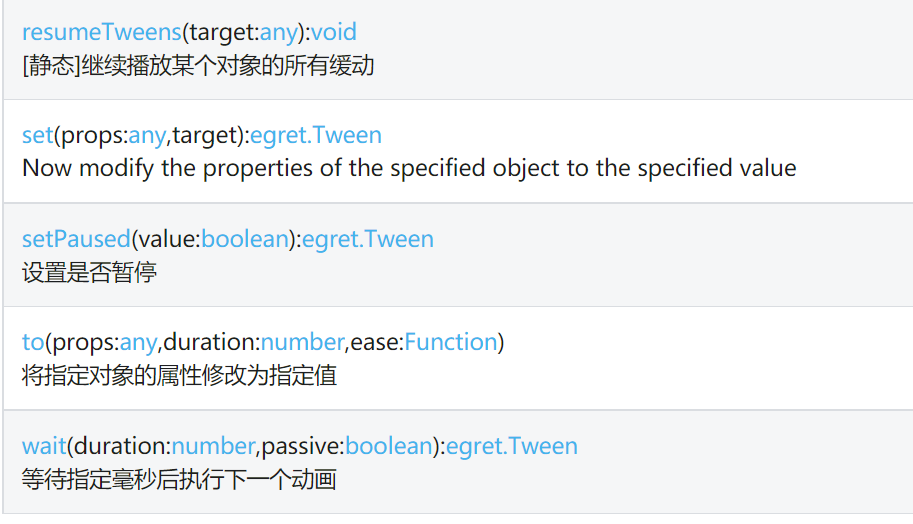 resumeTweens(target:any):void
[静态]继续播放某个对象的所有缓动
set(props:any,target):egret.Tween
Now modify the properties of the specified object to the specified value
setPaused(value:boolean):egret.Tween
设置是否暂停
to(props:any,duration:number,ease:Function)
将指定对象的属性修改为指定值
wait(duration:number,passive:boolean):egret.Tween
等待指定毫秒后执行下一个动画